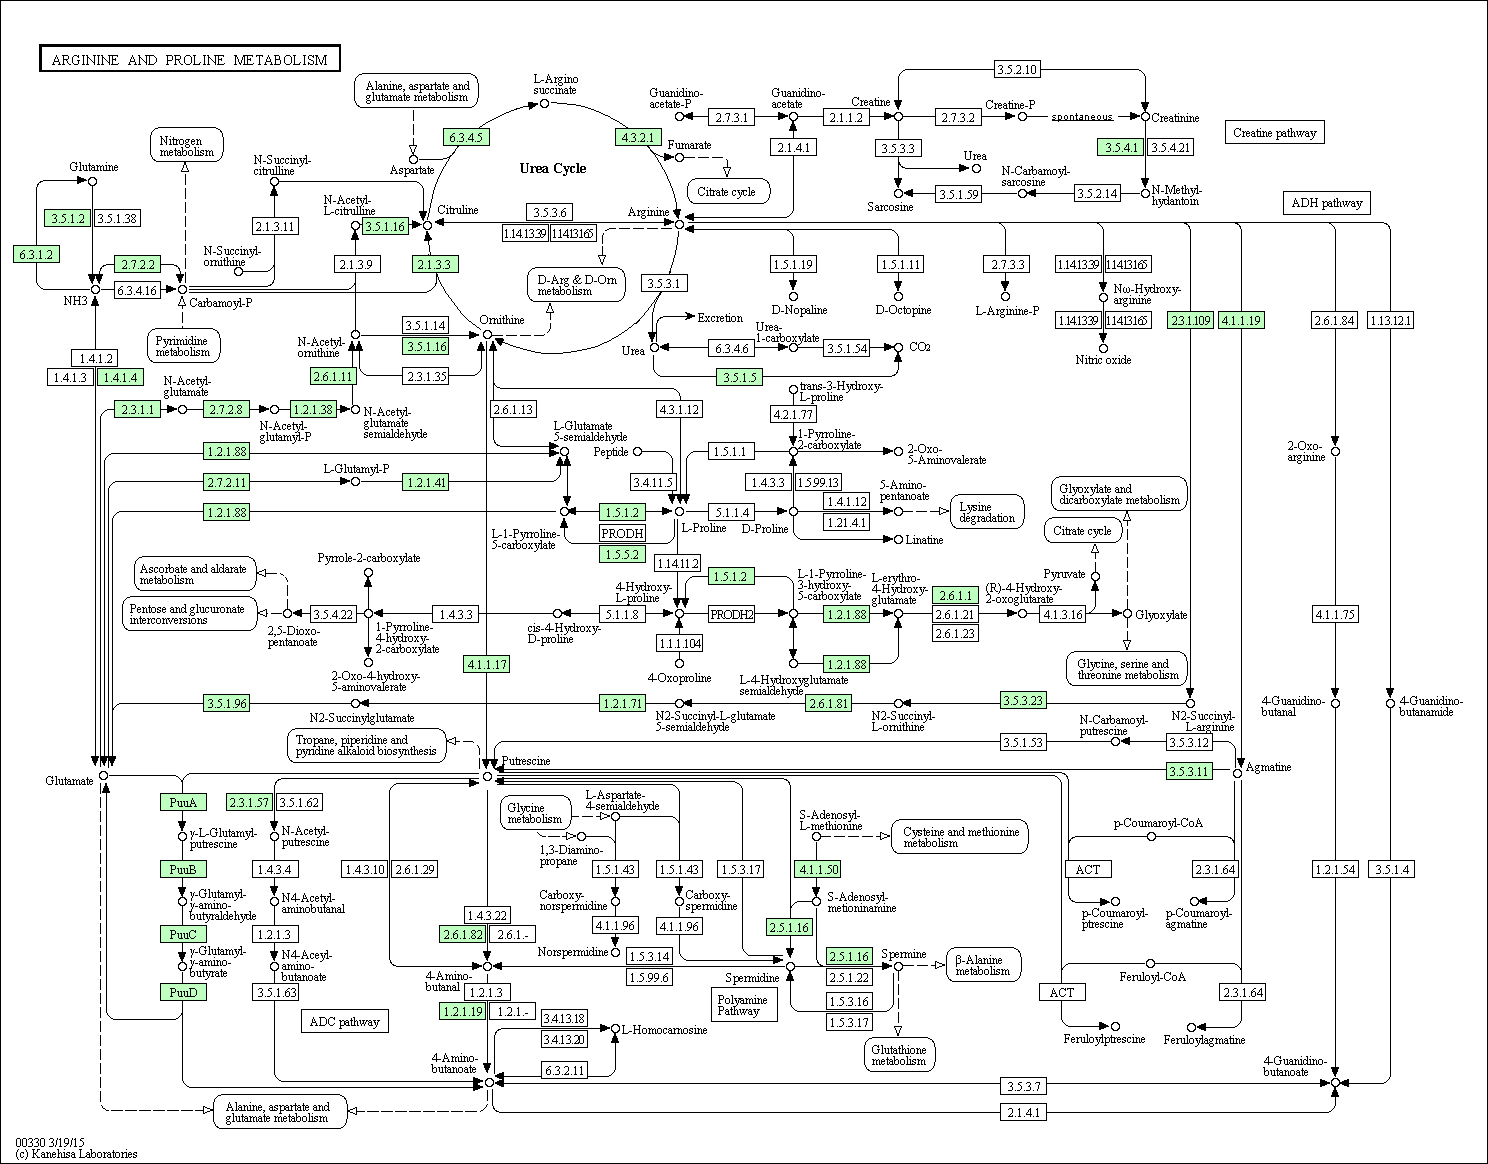 ARGININE AND PROLINE METABOLISM
3.5.2.10
Alanine, aspartate and
glutamate metabolism
L-Argino
succinate
Guanidino-
acetate-P
Guanidino-
acetate
Creatine
Creatine-P
2.7.3.1
2.1.1.2
2.7.3.2
spontaneous
Creatinine
Creatine pathway
6.3.4.5
4.3.2.1
Nitrogen
metabolism
Fumarate
2.1.4.1
3.5.3.3
3.5.4.1
3.5.4.21
Urea
Aspartate
Urea Cycle
Glutamine
N-Succinyl-
citrulline
Citrate cycle
N-Carbamoyl-
sarcosine
3.5.1.59
3.5.2.14
Sarcosine
N-Methyl-
hydantoin
ADH pathway
N-Acetyl-
L-citrulline
Citruline
Arginine
3.5.3.6
3.5.1.2
3.5.1.38
2.1.3.11
3.5.1.16
1.14.13.39
1.14.13.165
N-Succinyl-
ornithine
6.3.1.2
2.7.2.2
2.1.3.9
2.1.3.3
1.5.1.19
1.5.1.11
2.7.3.3
1.14.13.39
1.14.13.165
6.3.4.16
NH3
Carbamoyl-P
D-Arg & D-Orn
metabolism
3.5.3.1
D-Nopaline
D-Octopine
L-Arginine-P
Nω-Hydroxy-
arginine
Excretion
Urea-
1-carboxylate
1.14.13.39
1.14.13.165
2.3.1.109
4.1.1.19
2.6.1.84
1.13.12.1
Pyrimidine
metabolism
N-Acetyl-
ornithine
3.5.1.14
3.5.1.16
Ornithine
Urea
6.3.4.6
3.5.1.54
CO2
Nitric oxide
1.4.1.2
1.4.1.3
1.4.1.4
2.6.1.11
2.3.1.35
3.5.1.5
N-Acetyl-
glutamate
trans-3-Hydroxy-
L-proline
2.3.1.1
2.7.2.8
1.2.1.38
N-Acetyl-
glutamyl-P
N-Acetyl-
glutamate
semialdehyde
2.6.1.13
4.3.1.12
4.2.1.77
L-Glutamate
5-semialdehyde
1-Pyrroline-
2-carboxylate
1.2.1.88
Peptide
1.5.1.1
2-Oxo-
5-Aminovalerate
2-Oxo-
arginine
L-Glutamyl-P
2.7.2.11
1.2.1.41
3.4.11.5
1.4.3.3
1.5.99.13
5-Amino-
pentanoate
1.4.1.12
1.21.4.1
Glyoxylate and
dicarboxylate metabolism
1.2.1.88
1.5.1.2
PRODH
1.5.5.2
L-Proline
5.1.1.4
D-Proline
Lysine
degradation
Citrate cycle
L-1-Pyrroline-
5-carboxylate
Linatine
Ascorbate and aldarate
metabolism
Pyrrole-2-carboxylate
1.14.11.2
1.5.1.2
L-1-Pyrroline-
3-hydroxy-
5-carboxylate
L-erythro-
4-Hydroxy-
glutamate
Pyruvate
(R)-4-Hydroxy-
2-oxoglutarate
Pentose and glucuronate
interconversions
4-Hydroxy-
L-proline
2.6.1.1
3.5.4.22
1.4.3.3
5.1.1.8
PRODH2
1.2.1.88
2.6.1.21
4.1.3.16
Glyoxylate
4.1.1.75
2,5-Dioxo-
pentanoate
1-Pyrroline-
4-hydroxy-
2-carboxylate
cis-4-Hydroxy-
D-proline
1.1.1.104
2.6.1.23
4.1.1.17
1.2.1.88
Glycine, serine and
threonine metabolism
2-Oxo-4-hydroxy-
5-aminovalerate
4-Oxoproline
L-4-Hydroxyglutamate
semialdehyde
3.5.1.96
N2-Succinylglutamate
1.2.1.71
N2-Succinyl-L-glutamate
5-semialdehyde
2.6.1.81
N2-Succinyl-
L-ornithine
3.5.3.23
N2-Succinyl-
L-arginine
4-Guanidino-
butanal
4-Guanidino-
butanamide
Tropane, piperidine and
pyridine alkaloid biosynthesis
N-Carbamoyl-
putrescine
3.5.1.53
3.5.3.12
Putrescine
3.5.3.11
Agmatine
Glutamate
PuuA
2.3.1.57
3.5.1.62
Glycine
metabolism
L-Aspartate-
4-semialdehyde
S-Adenosyl-
L-methionine
Cysteine and methionine
metabolism
p-Coumaroyl-CoA
γ-L-Glutamyl-
putrescine
N-Acetyl-
putrescine
1,3-Diamino-
propane
PuuB
1.4.3.4
1.4.3.10
2.6.1.29
1.5.1.43
1.5.1.43
1.5.3.17
4.1.1.50
ACT
2.3.1.64
1.2.1.54
3.5.1.4
γ-Glutamyl-
γ-amino-
butyraldehyde
N4-Acetyl-
aminobutanal
Carboxy-
norspermidine
Carboxy-
spermidine
S-Adenosyl-
metioninamine
p-Coumaroyl-
ptrescine
p-Coumaroyl-
agmatine
1.4.3.22
PuuC
1.2.1.3
2.6.1.82
2.6.1.-
4.1.1.96
4.1.1.96
2.5.1.16
γ-Glutamyl-
γ-amino-
butyrate
N4-Aceyl-
amino-
butanoate
Norspermidine
1.5.3.14
1.5.99.6
2.5.1.16
Spermine
β-Alanine
metabolism
4-Amino-
butanal
Spermidine
2.5.1.22
Feruloyl-CoA
PuuD
3.5.1.63
1.2.1.3
Polyamine
Pathway
1.5.3.16
ACT
2.3.1.64
ADC pathway
1.2.1.19
1.2.1.-
3.4.13.18
3.4.13.20
L-Homocarnosine
1.5.3.17
Feruloylptrescine
Feruloylagmatine
Glutathione
metabolism
4-Amino-
butanoate
6.3.2.11
4-Guanidino-
butanoate
3.5.3.7
Alanine, aspartate and
glutamate metabolism
2.1.4.1
00330 3/19/15
(c) Kanehisa Laboratories